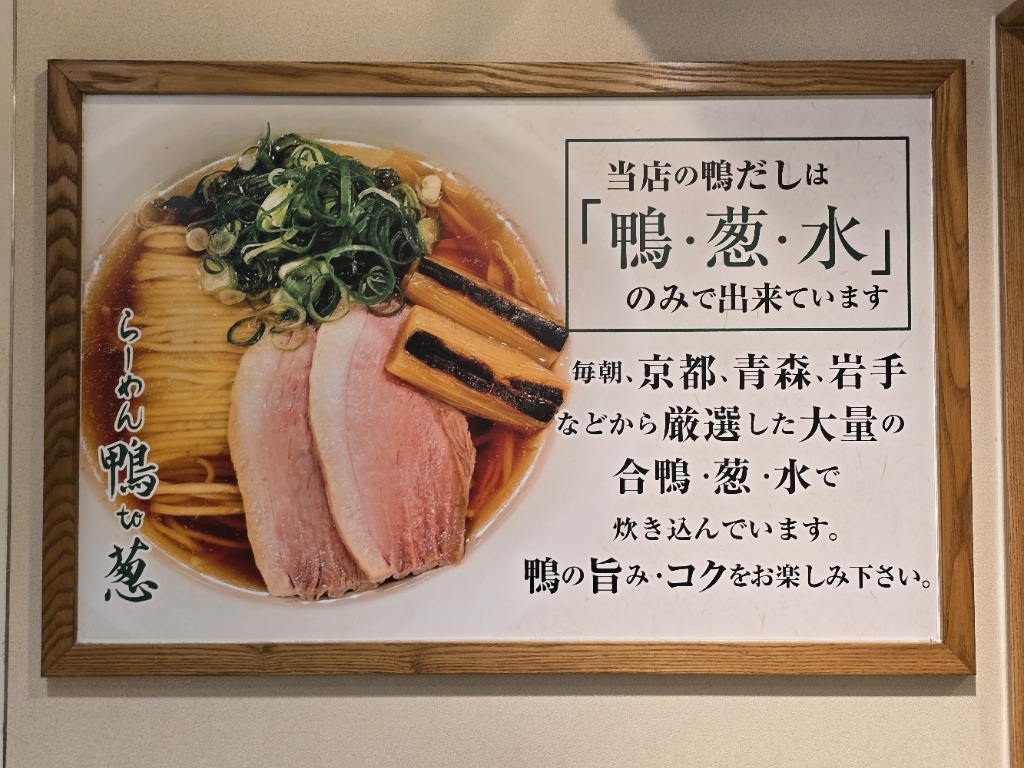 らーめん鴨to葱
当店の鴨だしは
「鴨・葱・水」
のみで出来ています
毎朝、京都、青森、岩手
などから厳選した大量の
合鴨・葱・水で
炊き込んでいます。
鴨の旨み・コクをお楽しみ下さい。